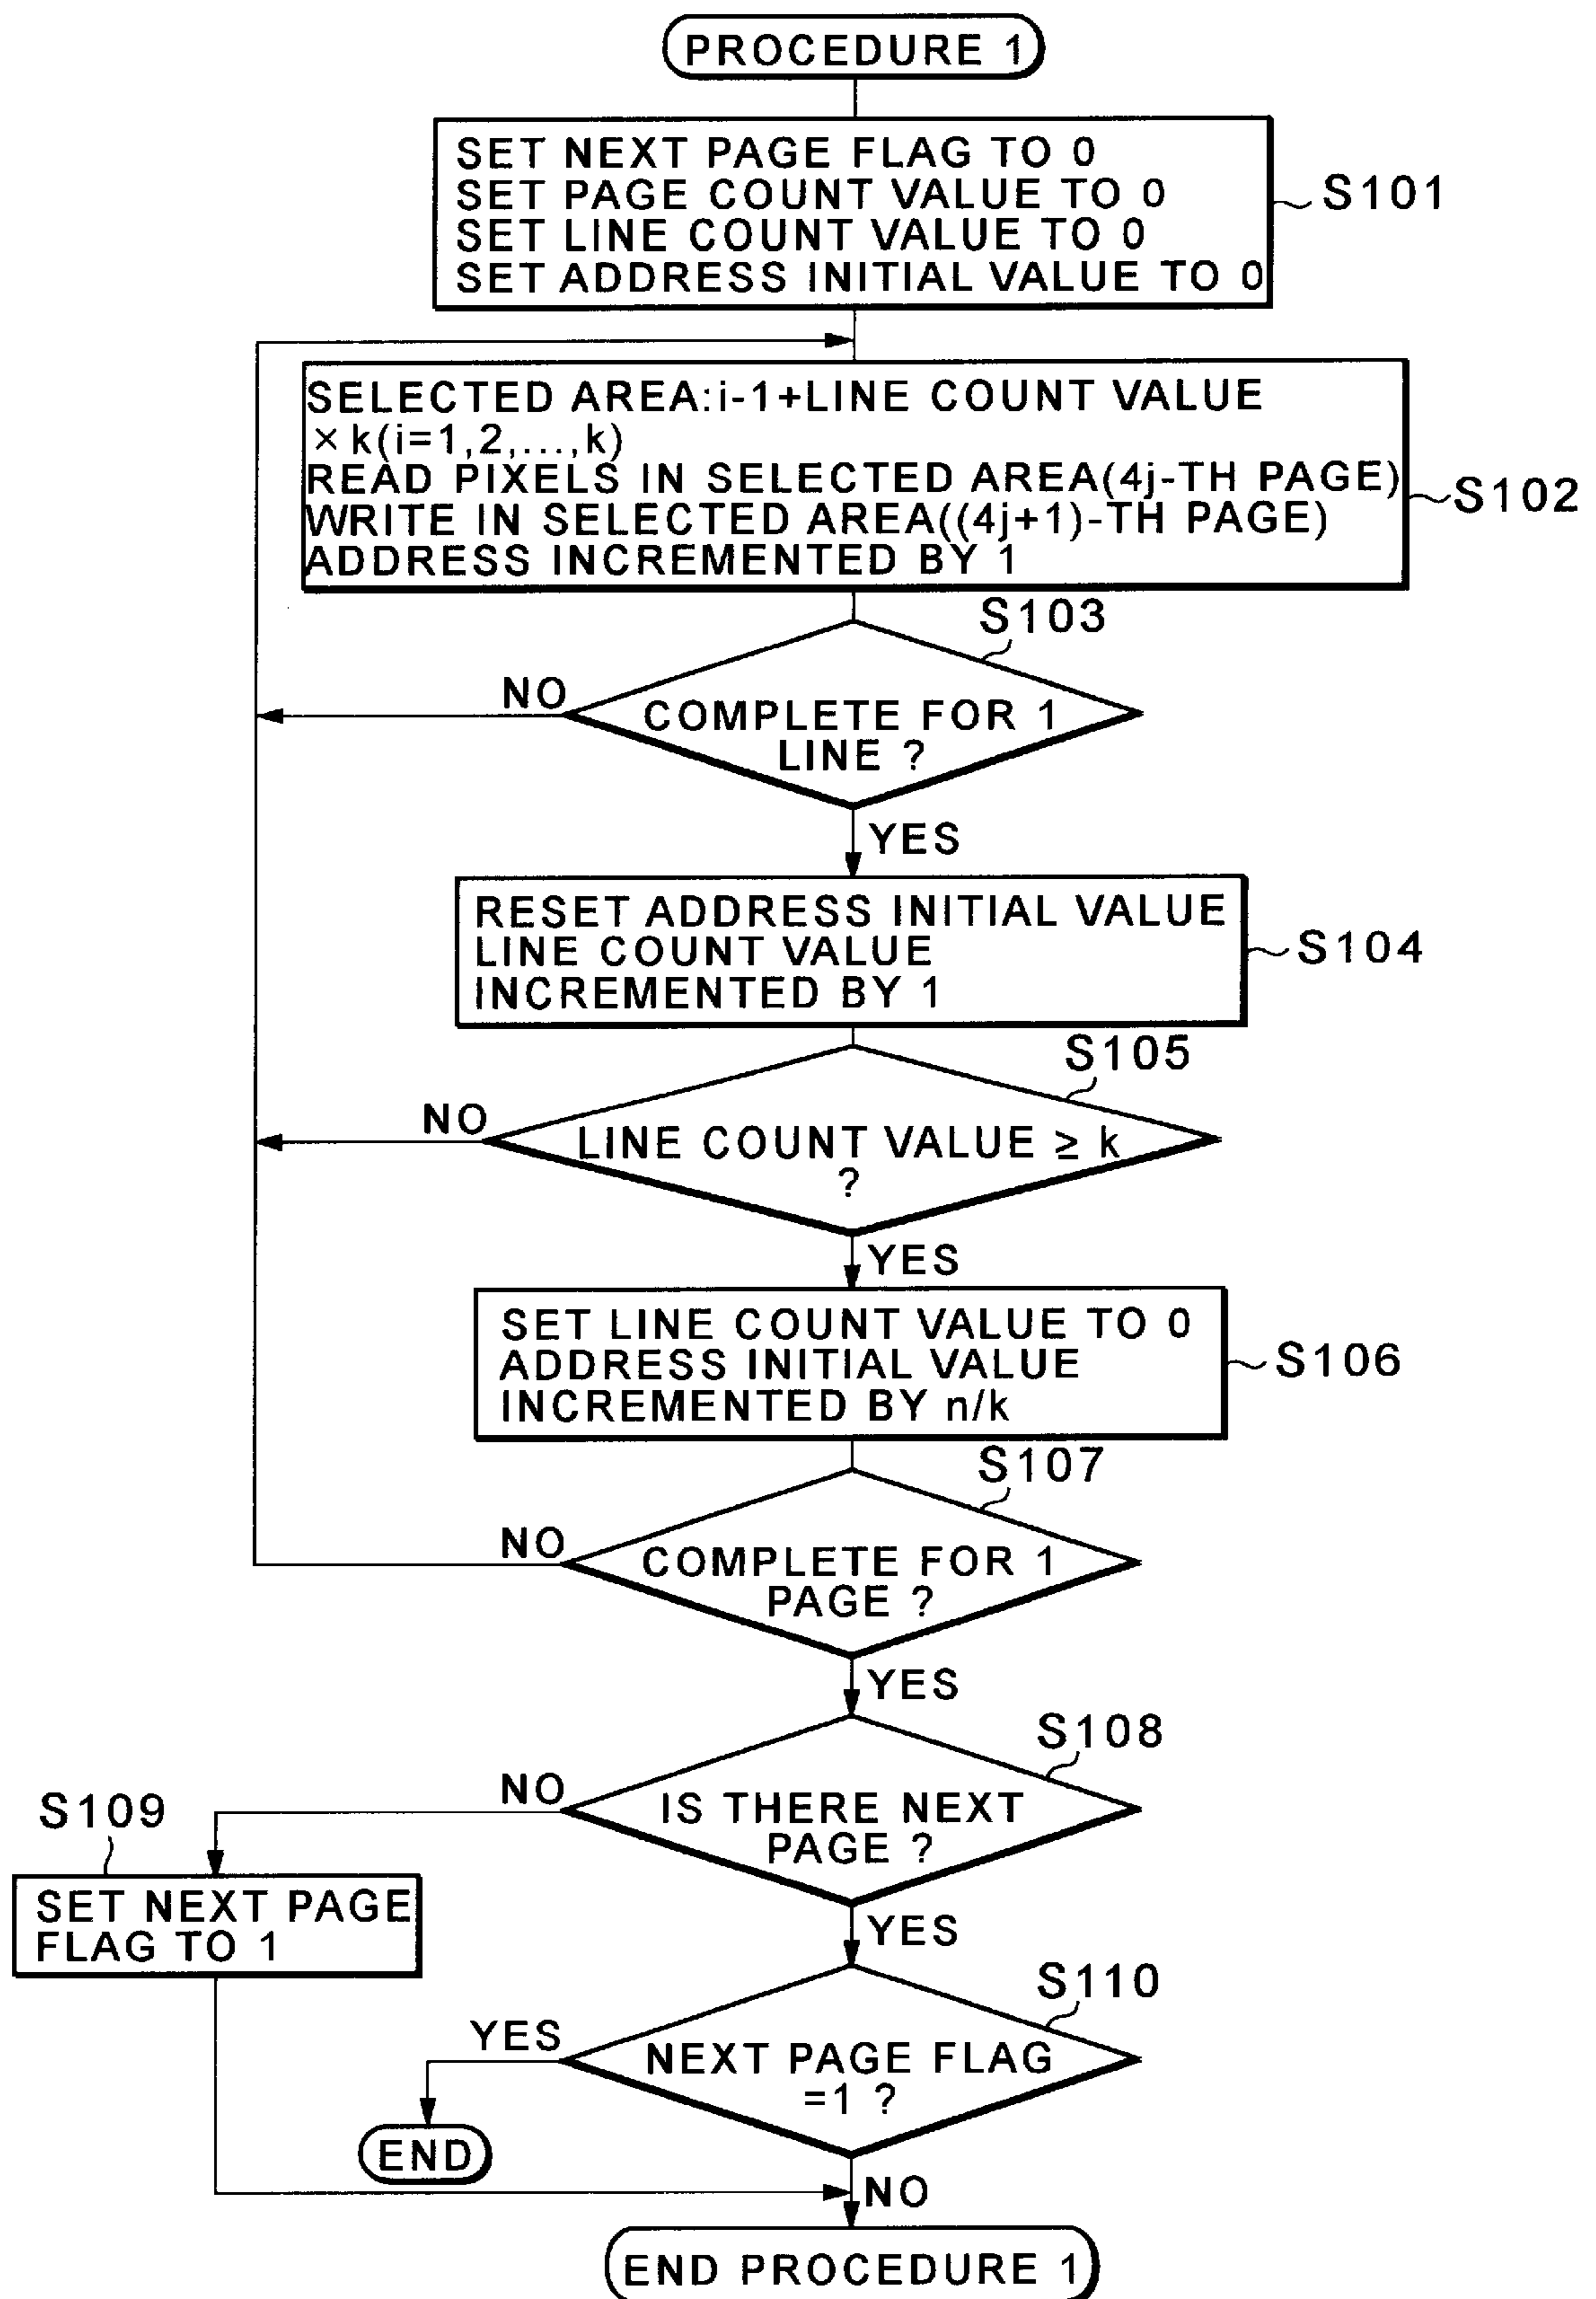 PROCEDURE 1
SET NEXT PAGE FLAG TO 0
SET PAGE COUNT VALUE TO 0
SET LINE COUNT VALUE TO 0
SET ADDRESS INITIAL VALUE TO 0
S101
SELECTED AREA:i-1+LINE COUNT VALUE
×k(i=1,2,...,k)
READ PIXELS IN SELECTED AREA(4j-TH PAGE)
WRITE IN SELECTED AREA((4j+1)-TH PAGE)
ADDRESS INCREMENTED BY 1
S102
S103
NO
COMPLETE FOR 1
LINE ?
YES
RESET ADDRESS INITIAL VALUE
LINE COUNT VALUE
INCREMENTED BY 1
S104
S105
NO
LINE COUNT VALUE ≥ k
?
YES
SET LINE COUNT VALUE TO 0
ADDRESS INITIAL VALUE
INCREMENTED BY n/k
S106
S107
NO
COMPLETE FOR 1
PAGE ?
YES
S108
NO
IS THERE NEXT
PAGE ?
S109
SET NEXT PAGE
FLAG TO 1
YES
S110
YES
NEXT PAGE FLAG
=1 ?
END
NO
END PROCEDURE 1